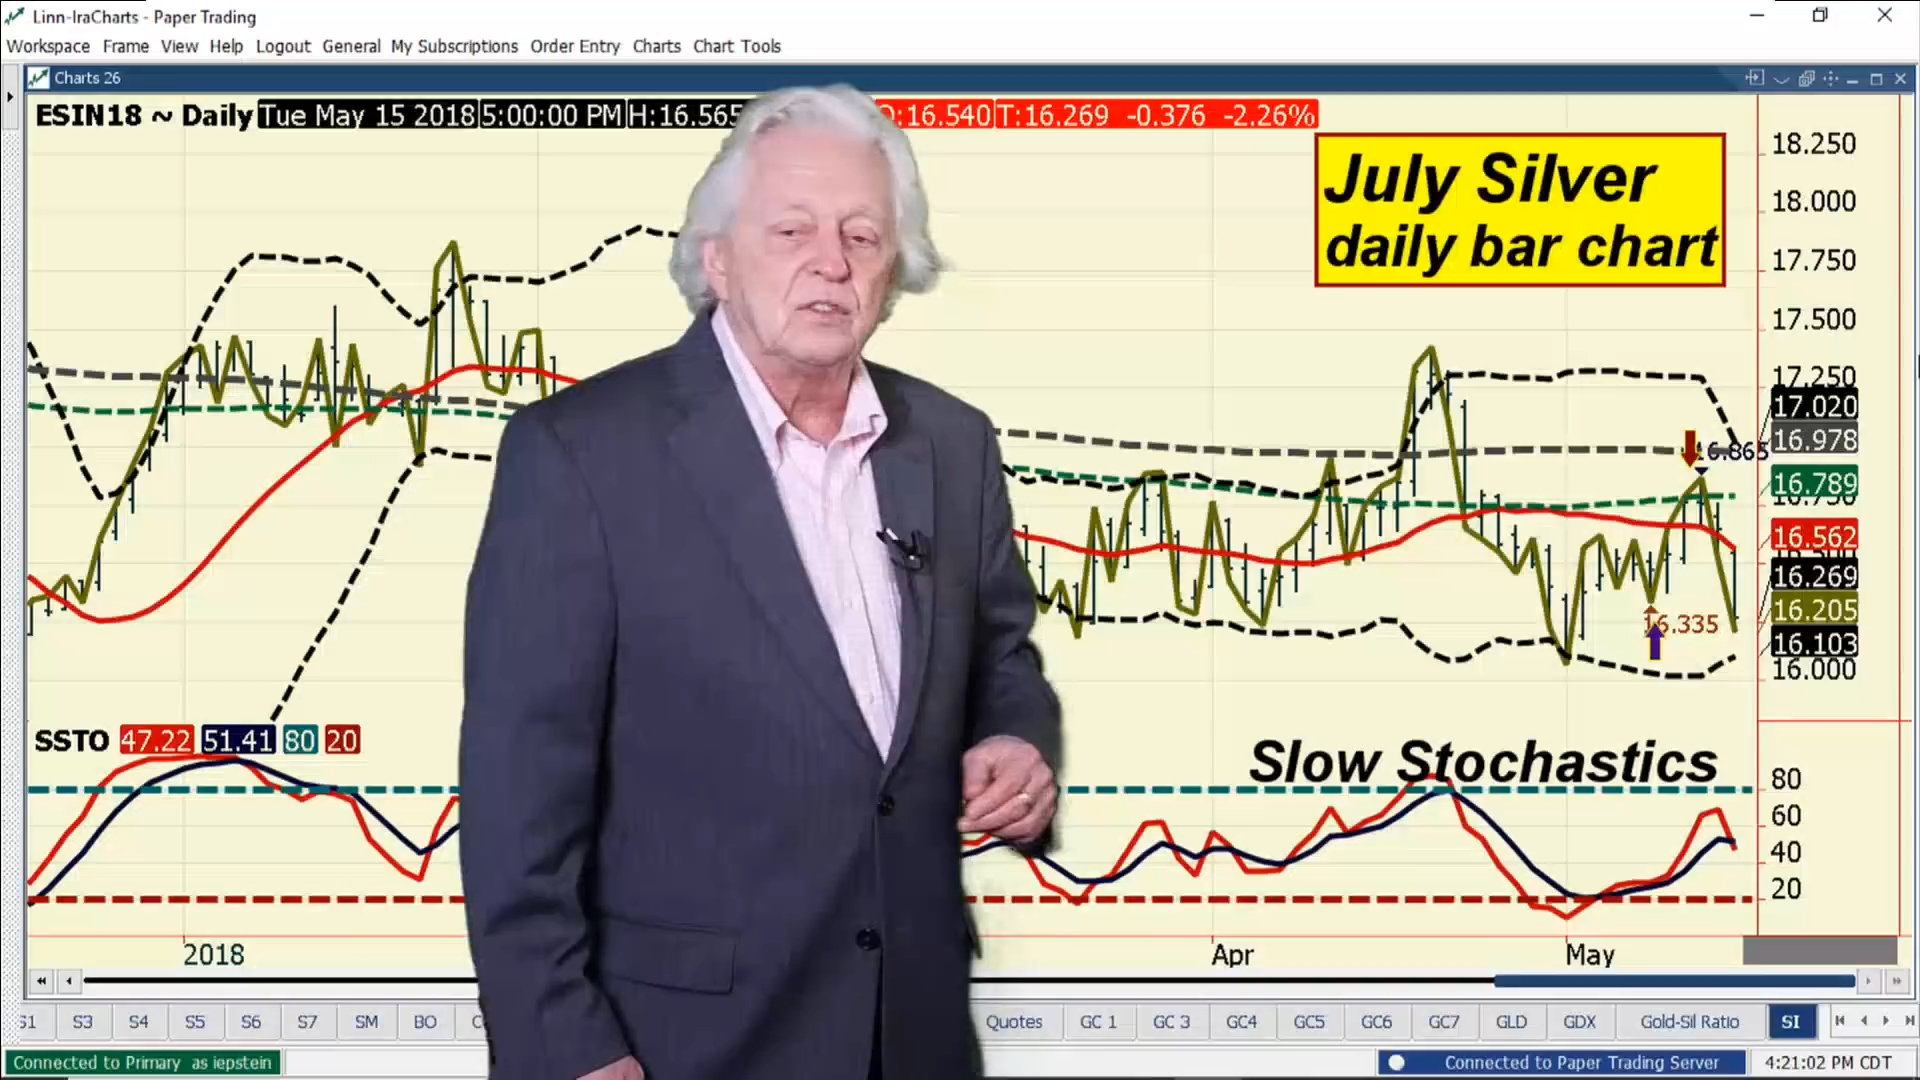 Linn-IraCharts - Paper Trading
Workspace Frame View Help Logout General My Subscriptions Order Entry Charts Chart Tools
Charts 26
ESIN18 ~ Daily Tue May 15 2018 5:00:00 PM H:16.565 :16.540 T:16.269 -0.376 -2.26%
July Silver
daily bar chart
18.250
18.000
17.750
17.500
17.250
17.020
16.978
16.865
16.789
16.562
16.269
16.205
16.335
16.103
16.000
SSTO 47.22 51.41 80 20
Slow Stochastics
80
60
40
20
2018 Apr May
S1 S3 S4 S5 S6 S7 SM BO Quotes GC 1 GC 3 GC4 GC5 GC6 GC7 GLD GDX Gold-Sil Ratio SI
Connected to Primary as iepstein Connected to Paper Trading Server 4:21:02 PM CDT